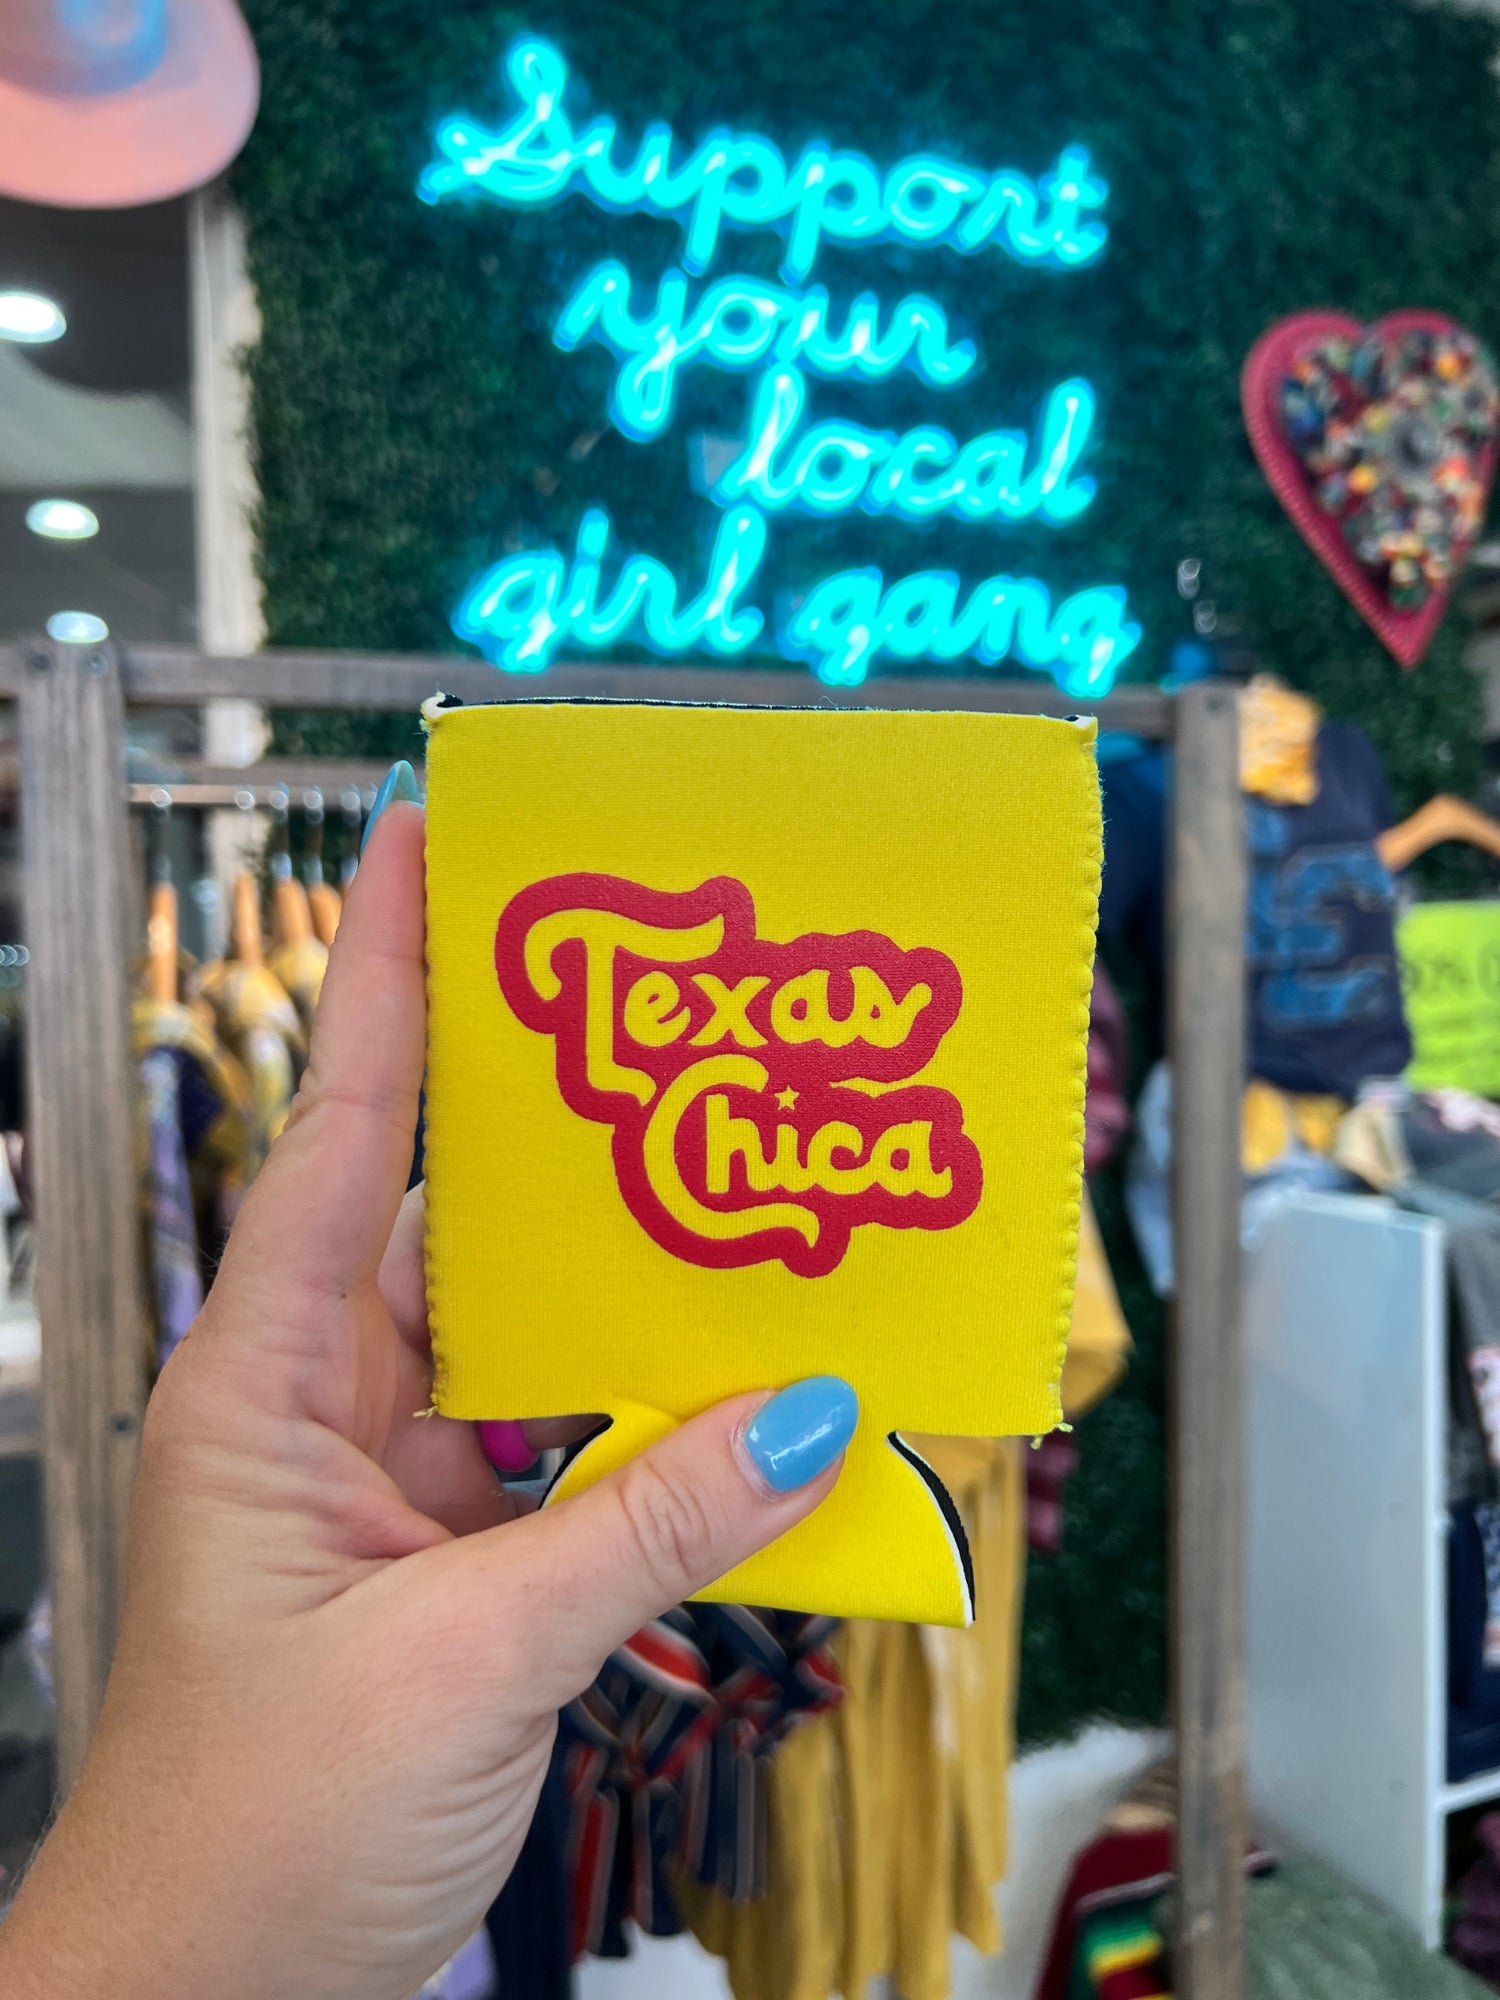 Support
your
local
girl gang
Texas
Chica